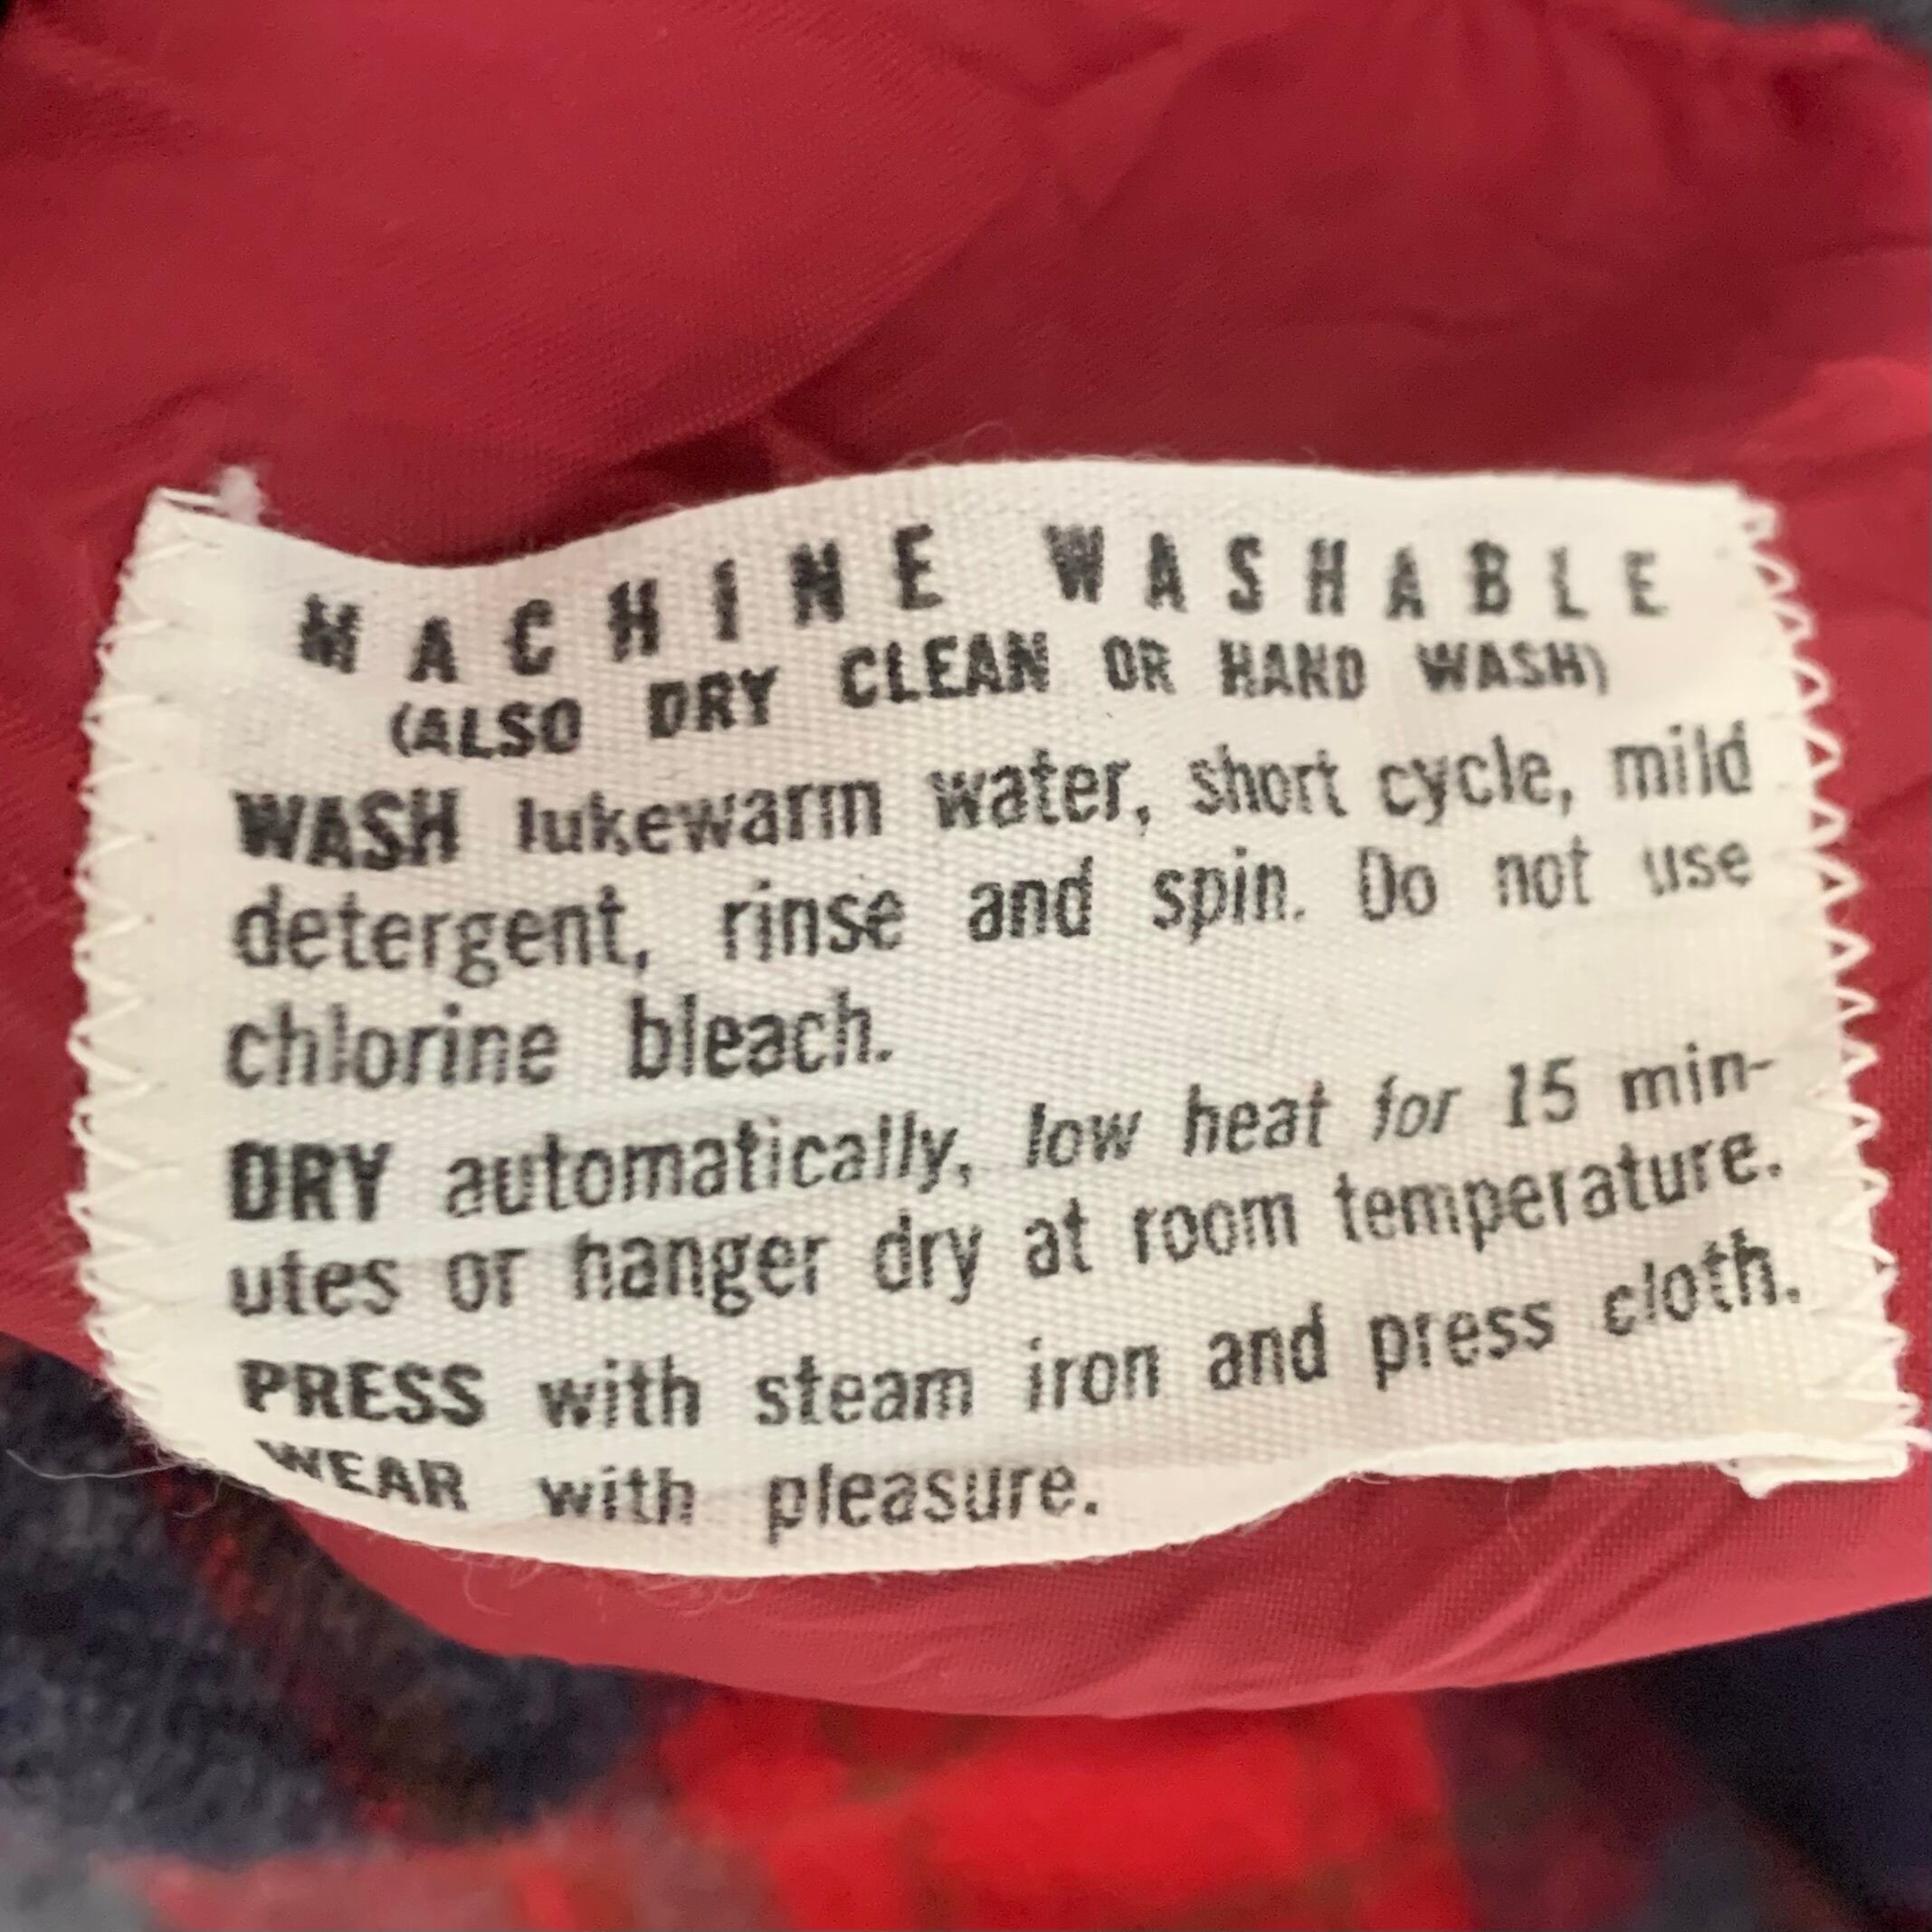 MACHINE WASHABLE
(ALSO DRY CLEAN OR HAND WASH)
WASH lukewarm water, short cycle, mild
detergent, rinse and spin. Do not use
chlorine bleach.
DRY automatically, low heat for 15 min-
utes or hanger dry at room temperature.
PRESS with steam iron and press cloth.
WEAR with pleasure.